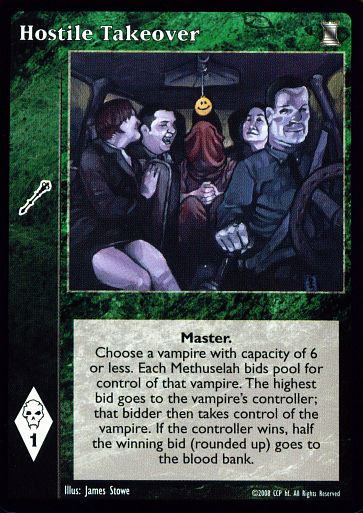 Hostile Takeover
Master.
Choose a vampire with capacity of 6
or less. Each Methuselah bids pool for
control of that vampire. The highest
bid goes to the vampire's controller;
that bidder then takes control of the
vampire. If the controller wins, half
the winning bid (rounded up) goes to
the blood bank.
1
Illus: James Stowe
©2008 CCP hf. All Rights Reserved